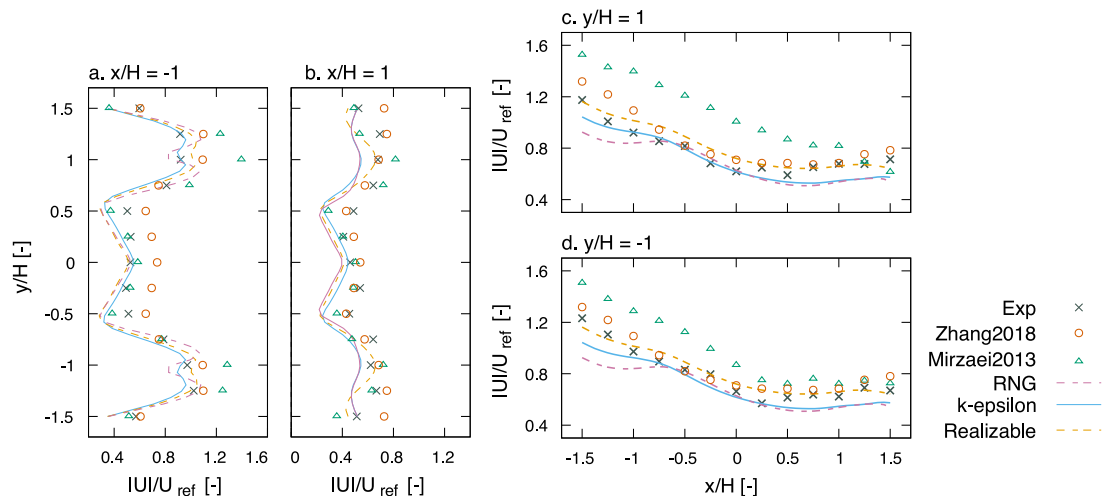 a. x/H = -1
b. x/H = 1
y/H [-]
1.5
1
0.5
0
-0.5
-1
-1.5
0.4 0.8 1.2 1.6
0 0.4 0.8 1.2
|U|/U ref [-]
|U|/U ref [-]
c. y/H = 1
|U|/U ref [-]
1.6
1.2
0.8
0.4
d. y/H = -1
|U|/U ref [-]
1.6
1.2
0.8
0.4
-1.5 -1 -0.5 0 0.5 1 1.5
x/H [-]
Exp
Zhang2018
Mirzaei2013
RNG
k-epsilon
Realizable